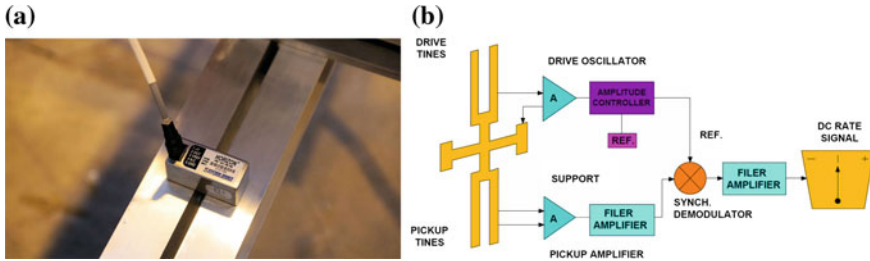 (a)
HORIZON
(b)
DRIVE
TINES
DRIVE OSCILLATOR
A
AMPLITUDE
CONTROLLER
REF.
REF.
DC RATE
SIGNAL
SUPPORT
A
FILER
AMPLIFIER
SYNCH.
DEMODULATOR
FILER
AMPLIFIER
PICKUP
TINES
PICKUP AMPLIFIER